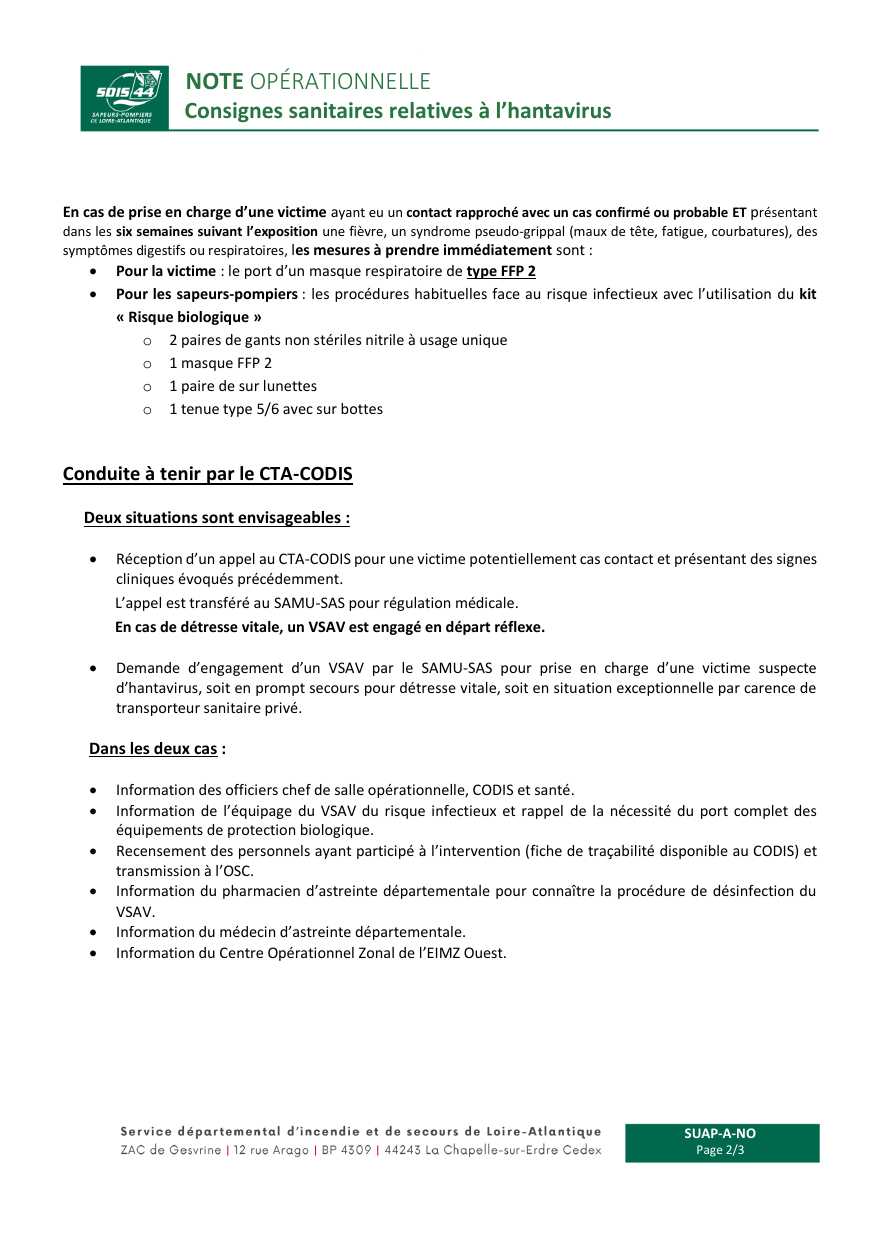 SDIS 44
SAPEURS-POMPIERS
DE LOIRE-ATLANTIQUE
NOTE OPÉRATIONNELLE
Consignes sanitaires relatives à l’hantavirus
En cas de prise en charge d’une victime ayant eu un contact rapproché avec un cas confirmé ou probable ET présentant
dans les six semaines suivant l’exposition une fièvre, un syndrome pseudo-grippal (maux de tête, fatigue, courbatures), des
symptômes digestifs ou respiratoires, les mesures à prendre immédiatement sont :
• Pour la victime : le port d’un masque respiratoire de type FFP 2
• Pour les sapeurs-pompiers : les procédures habituelles face au risque infectieux avec l’utilisation du kit
« Risque biologique »
o 2 paires de gants non stériles nitrile à usage unique
o 1 masque FFP 2
o 1 paire de sur lunettes
o 1 tenue type 5/6 avec sur bottes
Conduite à tenir par le CTA-CODIS
Deux situations sont envisageables :
• Réception d’un appel au CTA-CODIS pour une victime potentiellement cas contact et présentant des signes
cliniques évoqués précédemment.
L’appel est transféré au SAMU-SAS pour régulation médicale.
En cas de détresse vitale, un VSAV est engagé en départ réflexe.
• Demande d’engagement d’un VSAV par le SAMU-SAS pour prise en charge d’une victime suspecte
d’hantavirus, soit en prompt secours pour détresse vitale, soit en situation exceptionnelle par carence de
transporteur sanitaire privé.
Dans les deux cas :
• Information des officiers chef de salle opérationnelle, CODIS et santé.
• Information de l’équipage du VSAV du risque infectieux et rappel de la nécessité du port complet des
équipements de protection biologique.
• Recensement des personnels ayant participé à l’intervention (fiche de traçabilité disponible au CODIS) et
transmission à l’OSC.
• Information du pharmacien d’astreinte départementale pour connaître la procédure de désinfection du
VSAV.
• Information du médecin d’astreinte départementale.
• Information du Centre Opérationnel Zonal de l’EIMZ Ouest.
Service départemental d’incendie et de secours de Loire-Atlantique
ZAC de Gesvrine | 12 rue Arago | BP 4309 | 44243 La Chapelle-sur-Erdre Cedex
SUAP-A-NO
Page 2/3